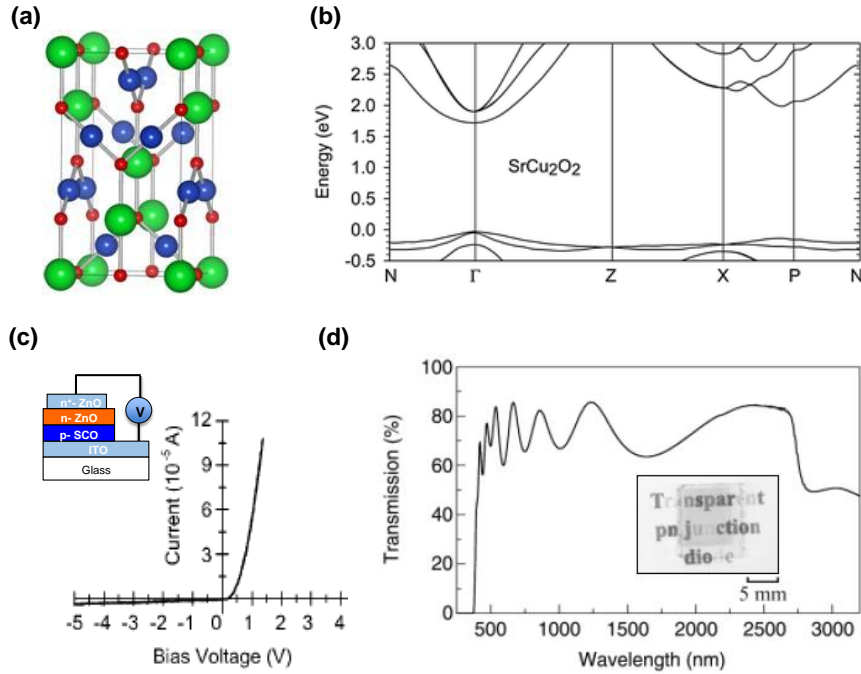 (a)
(b)
3.0
2.5
2.0
1.5
1.0
0.5
0.0
-0.5
Energy (eV)
SrCu₂O₂
N Γ Z X P N
(c)
n⁺- ZnO
n- ZnO
p- SCO
ITO
Glass
V
12
9
6
3
Current (10⁻⁵ A)
-5 -4 -3 -2 -1 0 1 2 3 4
Bias Voltage (V)
(d)
100
80
60
40
20
0
Transmission (%)
Transparent
pn junction
diode
5 mm
500 1000 1500 2000 2500 3000
Wavelength (nm)